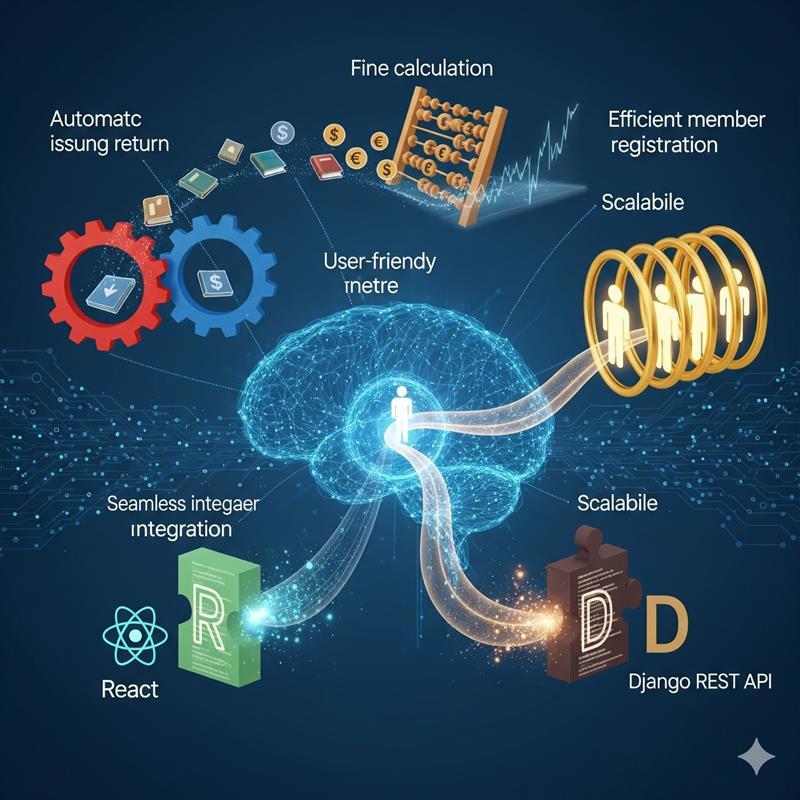 Fine calculation
Automatc
issung return
Efficient member
registration
Scalabile
User-friendly
ınetre
$
$
€
€
$
$
Seamless integaer
ıntegration
Scalabile
R
D
D
React
Django REST API